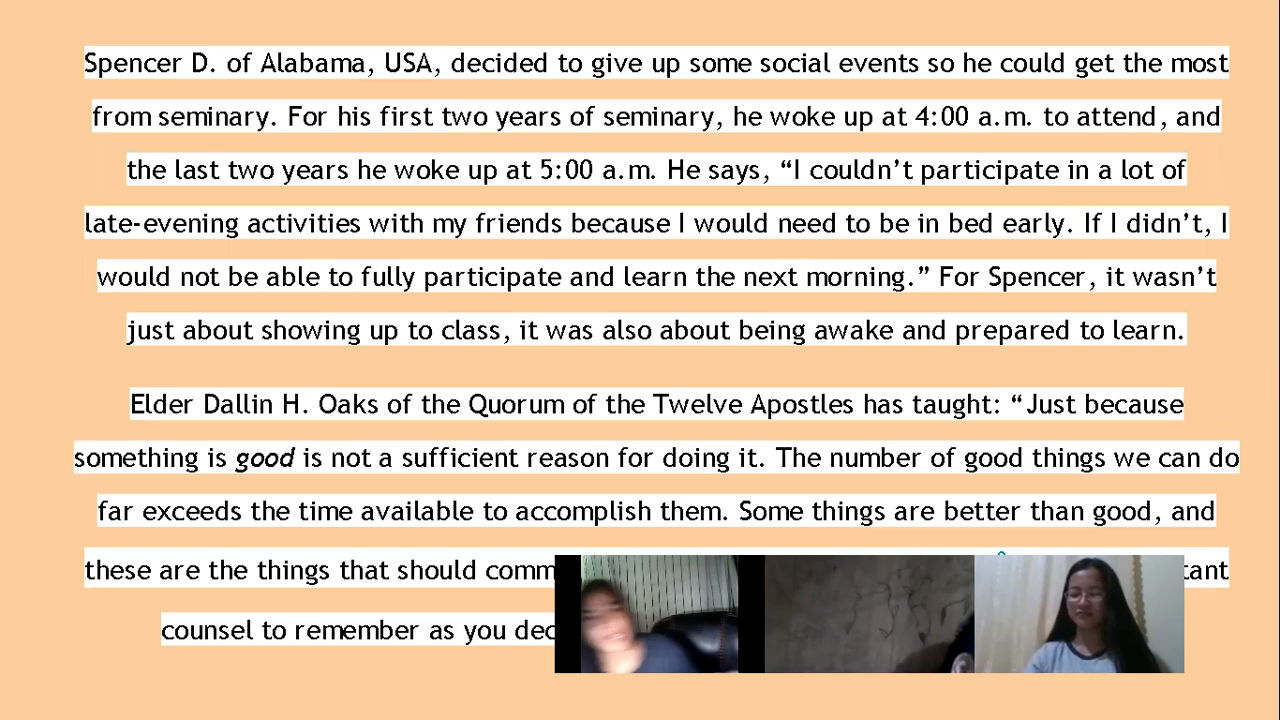 Spencer D. of Alabama, USA, decided to give up some social events so he could get the most
from seminary. For his first two years of seminary, he woke up at 4:00 a.m. to attend, and
the last two years he woke up at 5:00 a.m. He says, “I couldn’t participate in a lot of
late-evening activities with my friends because I would need to be in bed early. If I didn’t, I
would not be able to fully participate and learn the next morning.” For Spencer, it wasn’t
just about showing up to class, it was also about being awake and prepared to learn.
Elder Dallin H. Oaks of the Quorum of the Twelve Apostles has taught: “Just because
something is good is not a sufficient reason for doing it. The number of good things we can do
far exceeds the time available to accomplish them. Some things are better than good, and
these are the things that should
counsel to remember as you